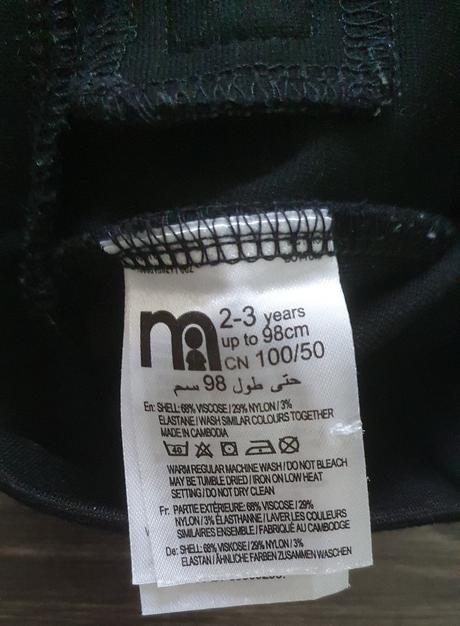 m
2-3 years
up to 98cm
CN 100/50
حتى طول 98 سم
En: SHELL: 68% VISCOSE / 29% NYLON / 3%
ELASTANE / WASH SIMILAR COLOURS TOGETHER
MADE IN CAMBODIA
40
WARM REGULAR MACHINE WASH / DO NOT BLEACH
MAY BE TUMBLE DRIED / IRON ON LOW HEAT
SETTING / DO NOT DRY CLEAN
Fr: PARTIE EXTÉRIEURE: 68% VISCOSE / 29%
NYLON / 3% ÉLASTHANNE / LAVER LES COULEURS
SIMILAIRES ENSEMBLE / FABRIQUÉ AU CAMBODGE
De: SHELL: 68% VISKOSE / 29% NYLON / 3%
ELASTAN / ÄHNLICHE FARBEN ZUSAMMEN WASCHEN